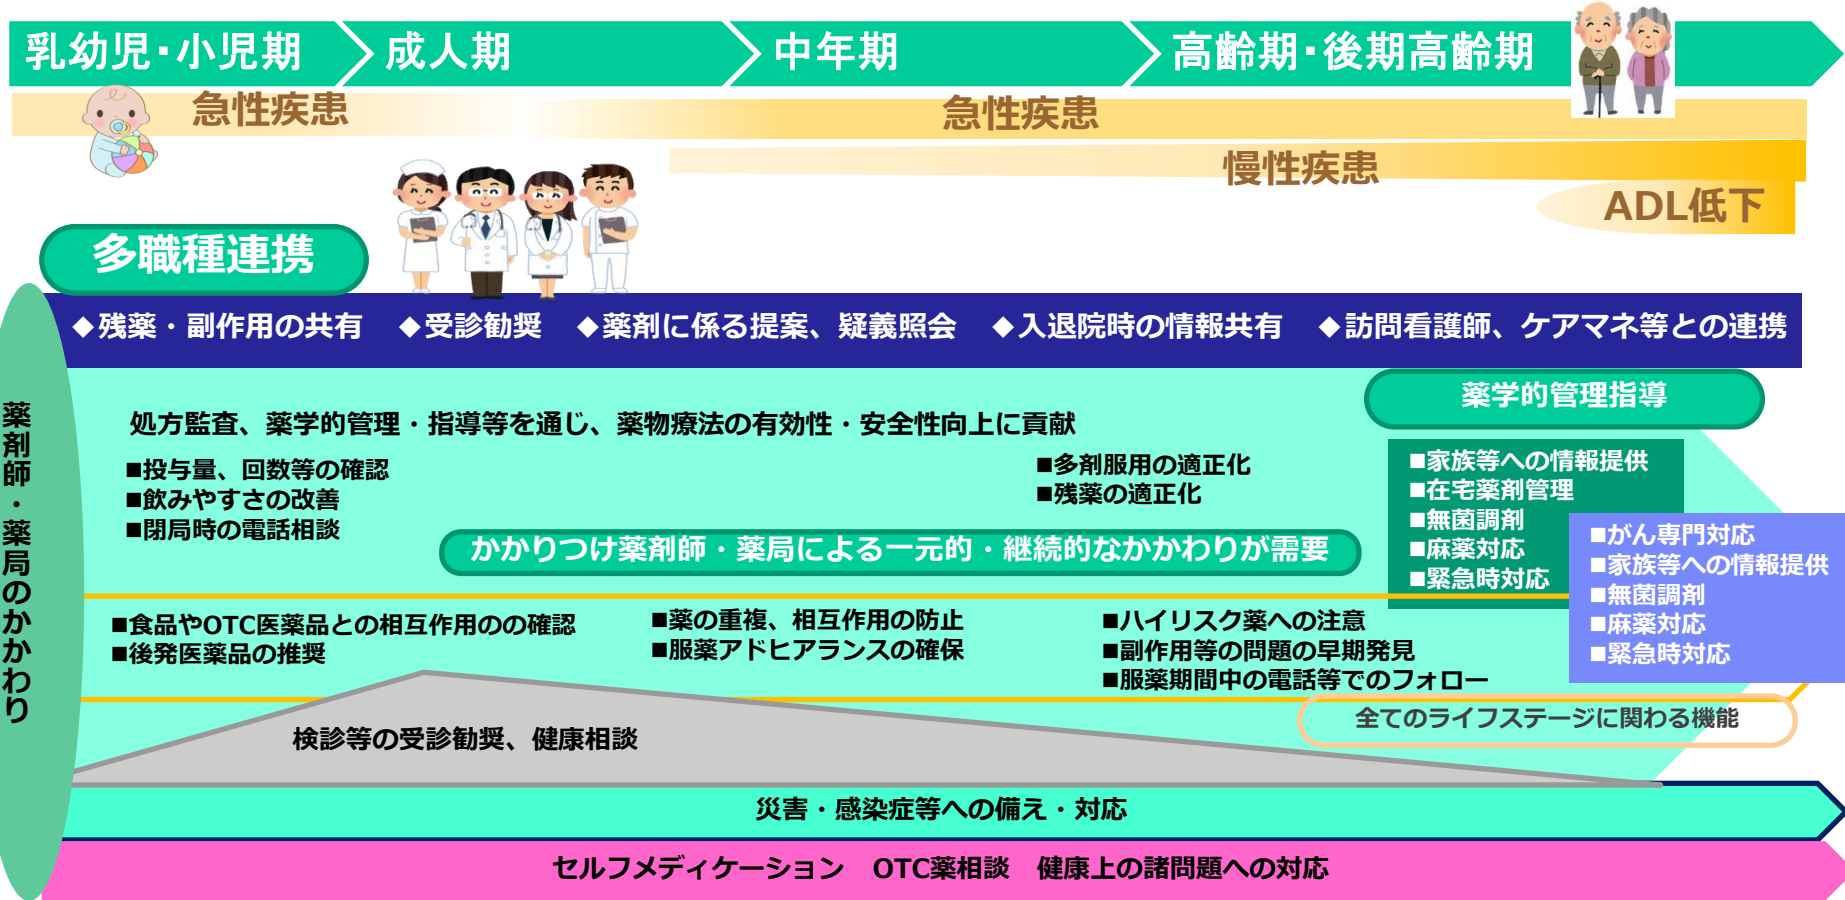 乳幼児・小児期
成人期
中年期
高齢期・後期高齢期
急性疾患
急性疾患
慢性疾患
ADL低下
多職種連携
◆残薬・副作用の共有 ◆受診勧奨 ◆薬剤に係る提案、疑義照会 ◆入退院時の情報共有 ◆訪問看護師、ケアマネ等との連携
薬剤師・薬局のかかわり
処方監査、薬学的管理・指導等を通じ、薬物療法の有効性・安全性向上に貢献
■投与量、回数等の確認
■飲みやすさの改善
■閉局時の電話相談
■多剤服用の適正化
■残薬の適正化
薬学的管理指導
■家族等への情報提供
■在宅薬剤管理
■無菌調剤
■麻薬対応
■緊急時対応
■がん専門対応
■家族等への情報提供
■無菌調剤
■麻薬対応
■緊急時対応
かかりつけ薬剤師・薬局による一元的・継続的なかかわりが需要
■食品やOTC医薬品との相互作用のの確認
■後発医薬品の推奨
■薬の重複、相互作用の防止
■服薬アドヒアランスの確保
■ハイリスク薬への注意
■副作用等の問題の早期発見
■服薬期間中の電話等でのフォロー
全てのライフステージに関わる機能
検診等の受診勧奨、健康相談
災害・感染症等への備え・対応
セルフメディケーション OTC薬相談 健康上の諸問題への対応